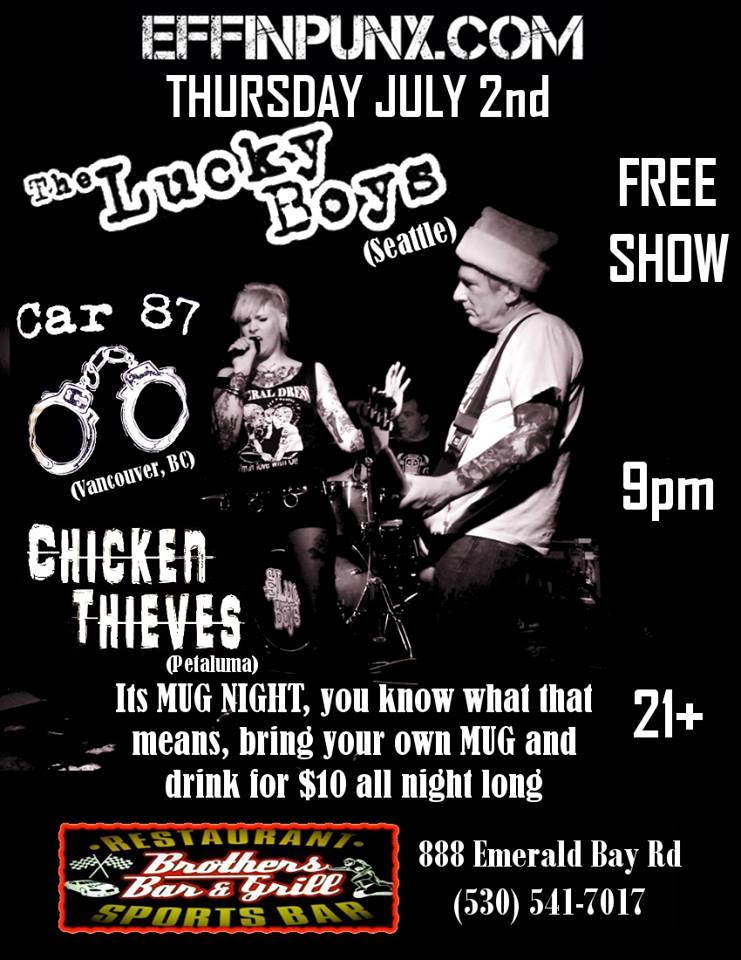 EFFINPUNX.COM
THURSDAY JULY 2nd
The Lucky
Boys
(Seattle)
FREE
SHOW
Car 87
(Vancouver, BC)
9pm
CHICKEN
THIEVES
(Petaluma)
Its MUG NIGHT, you know what that
means, bring your own MUG and
drink for $10 all night long
21+
RESTAURANT
Brothers
Bar & Grill
SPORTS BAR
888 Emerald Bay Rd
(530) 541-7017